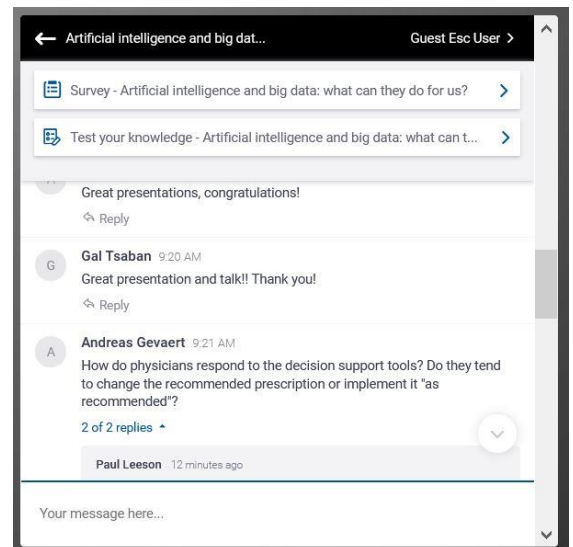 Artificial intelligence and big dat...
Guest Esc User
Survey - Artificial intelligence and big data: what can they do for us?
Test your knowledge - Artificial intelligence and big data: what can t...
Great presentations, congratulations!
Reply
G
Gal Tsaban 9:20 AM
Great presentation and talk!! Thank you!
Reply
A
Andreas Gevaert 9:21 AM
How do physicians respond to the decision support tools? Do they tend
to change the recommended prescription or implement it "as
recommended"?
2 of 2 replies
Paul Leeson 12 minutes ago
Your message here...